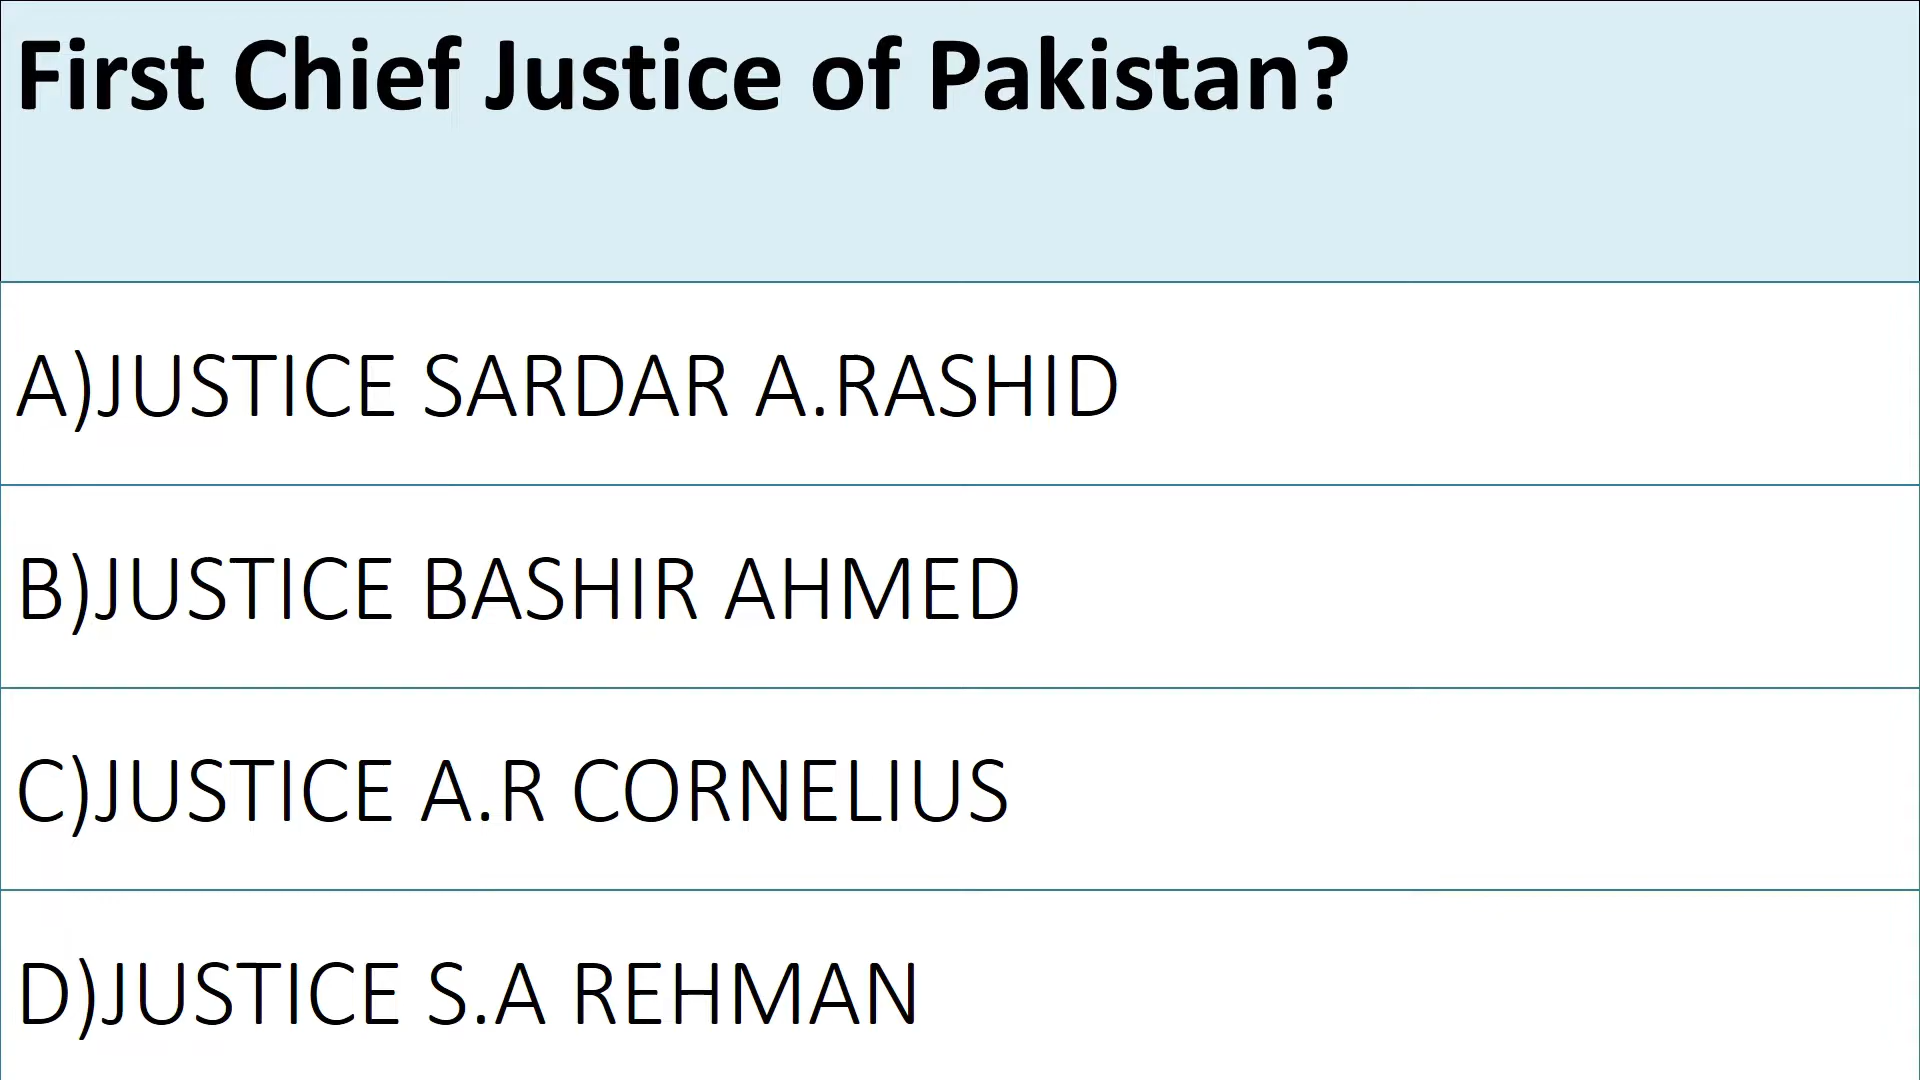 First Chief Justice of Pakistan?
A)JUSTICE SARDAR A.RASHID
B)JUSTICE BASHIR AHMED
C)JUSTICE A.R CORNELIUS
D)JUSTICE S.A REHMAN